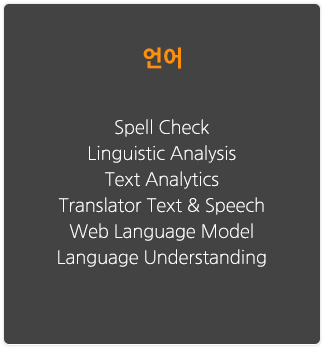 언어
Spell Check
Linguistic Analysis
Text Analytics
Translator Text & Speech
Web Language Model
Language Understanding